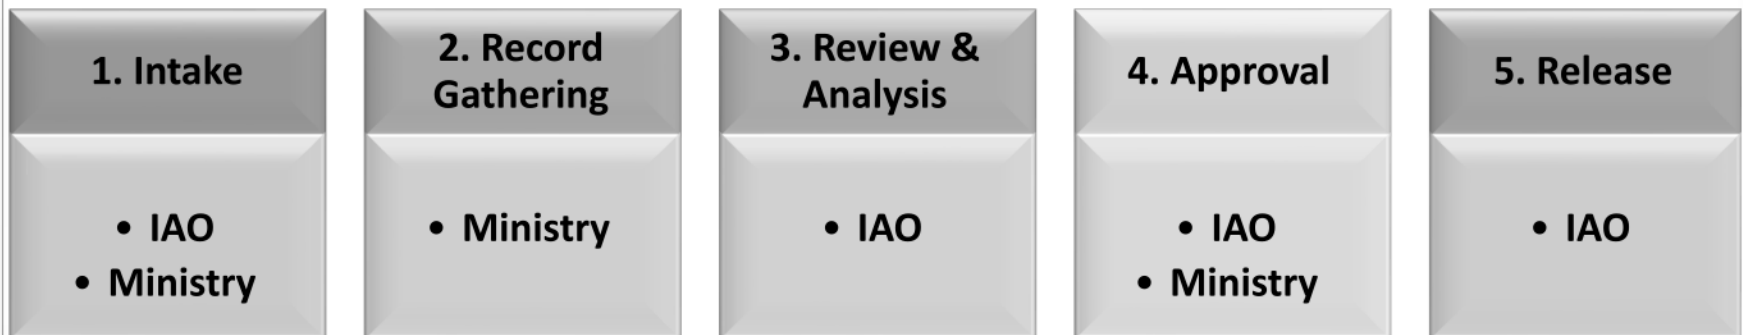 1. Intake
• IAO
• Ministry
2. Record
Gathering
• Ministry
3. Review &
Analysis
• IAO
4. Approval
• IAO
• Ministry
5. Release
• IAO